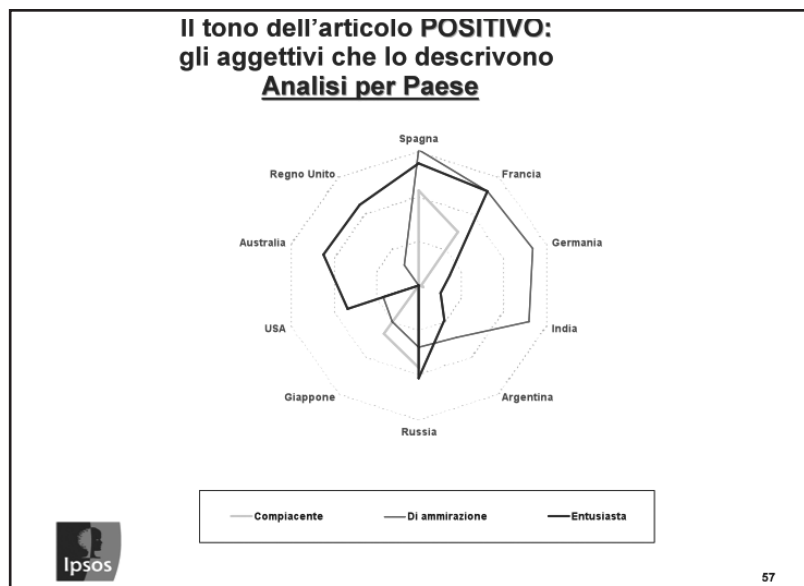 Il tono dell'articolo POSITIVO:
gli aggettivi che lo descrivono
Analisi per Paese
Spagna
Regno Unito
Francia
Australia
Germania
USA
India
Giappone
Argentina
Russia
Compiacente
Di ammirazione
Entusiasta
Ipsos
57